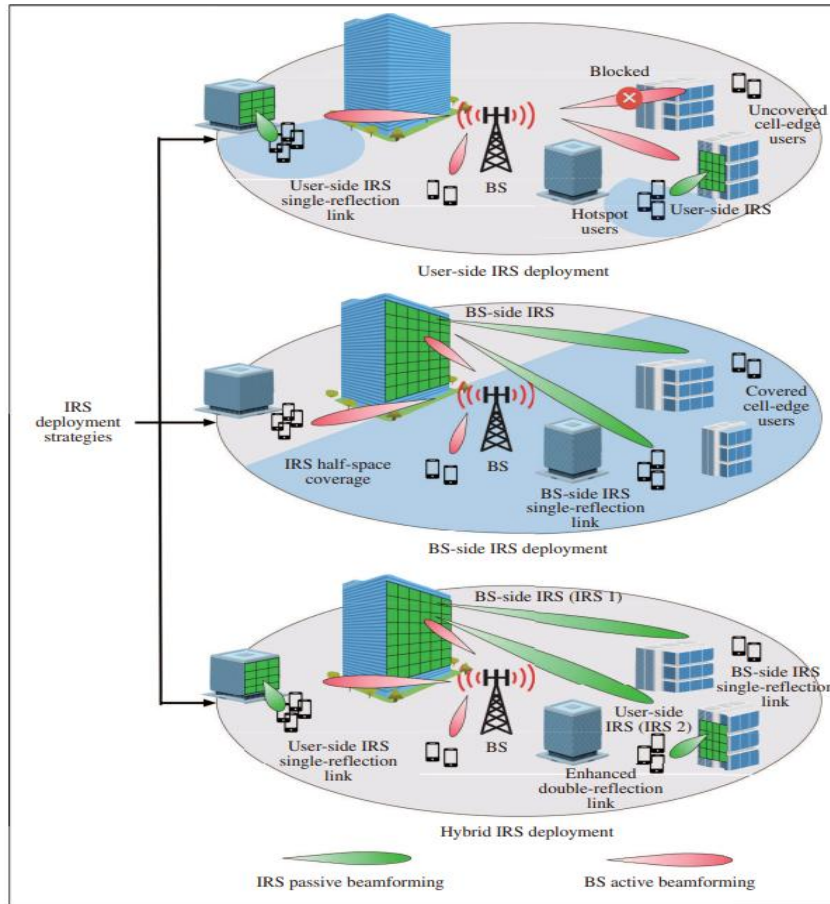 Blocked
Uncovered
cell-edge
users
User-side IRS
single-reflection
link
BS
Hotspot
users
User-side IRS
User-side IRS deployment
BS-side IRS
IRS
deployment
strategies
Covered
cell-edge
users
IRS half-space
coverage
BS
BS-side IRS
single-reflection
link
BS-side IRS deployment
BS-side IRS (IRS 1)
BS-side IRS
single-reflection
link
User-side
IRS (IRS 2)
User-side IRS
single-reflection
link
BS
Enhanced
double-reflection
link
Hybrid IRS deployment
IRS passive beamforming
BS active beamforming